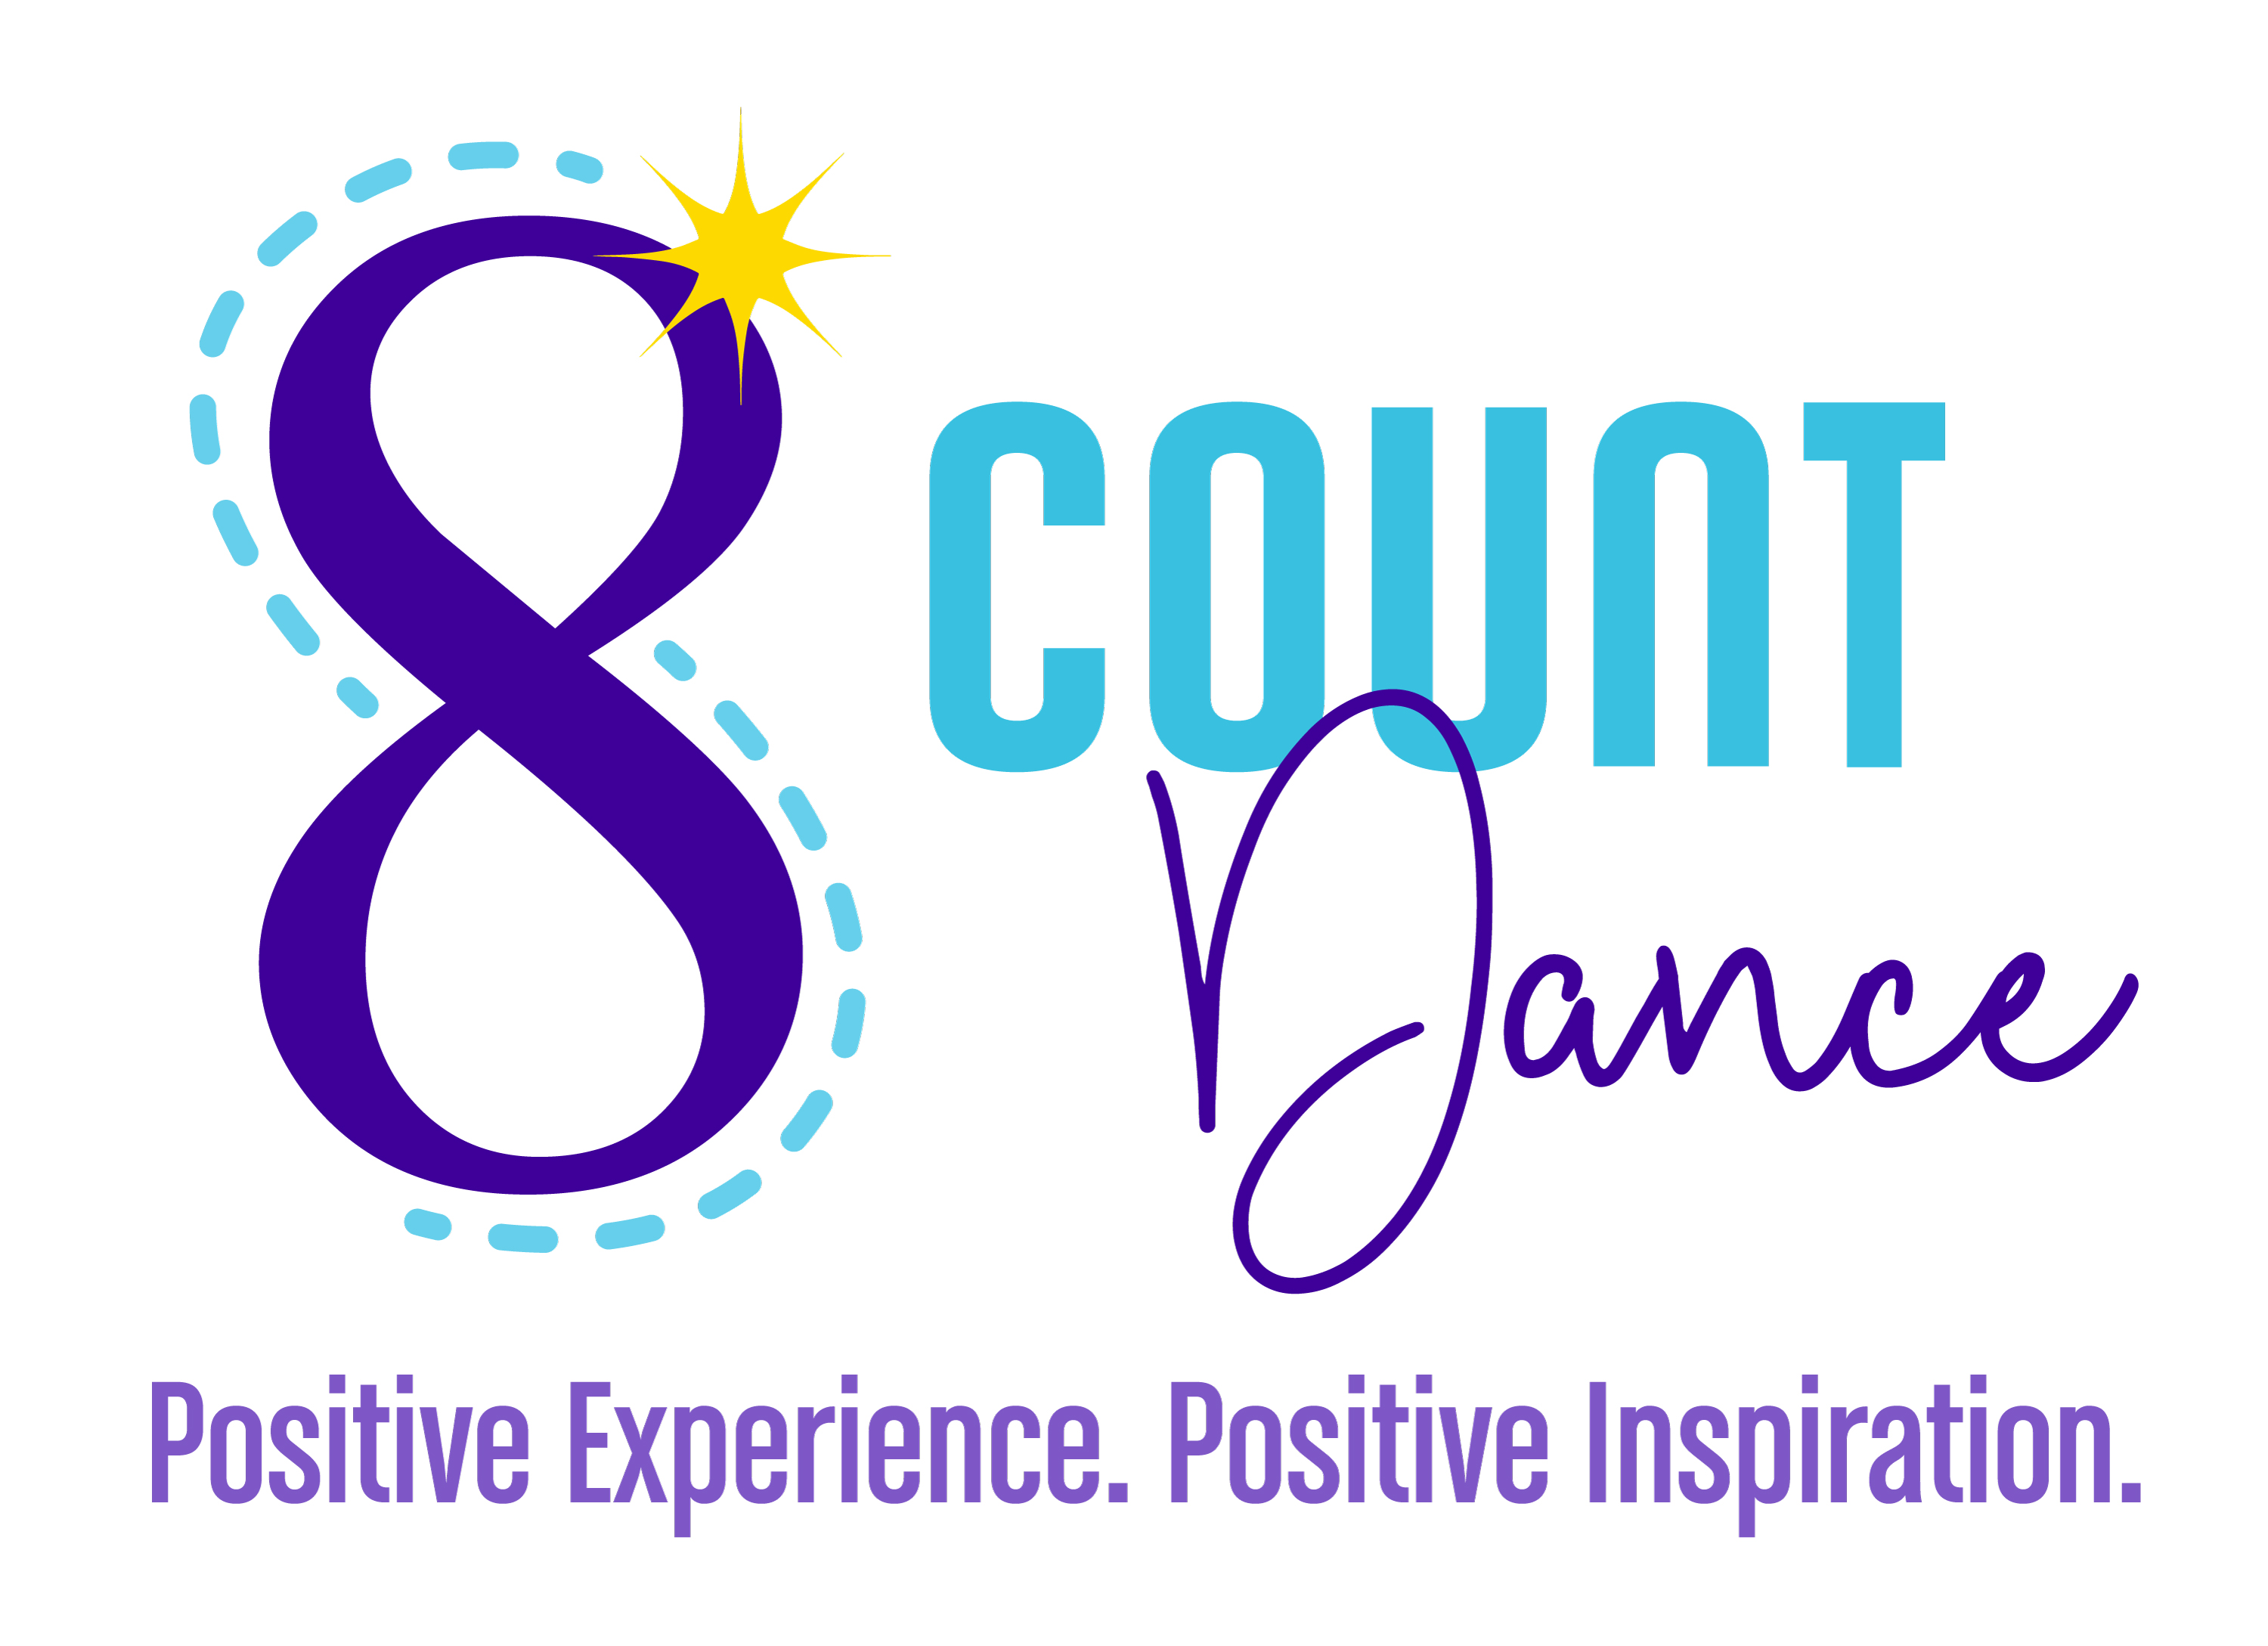 8 COUNT
Dance
Positive Experience. Positive Inspiration.